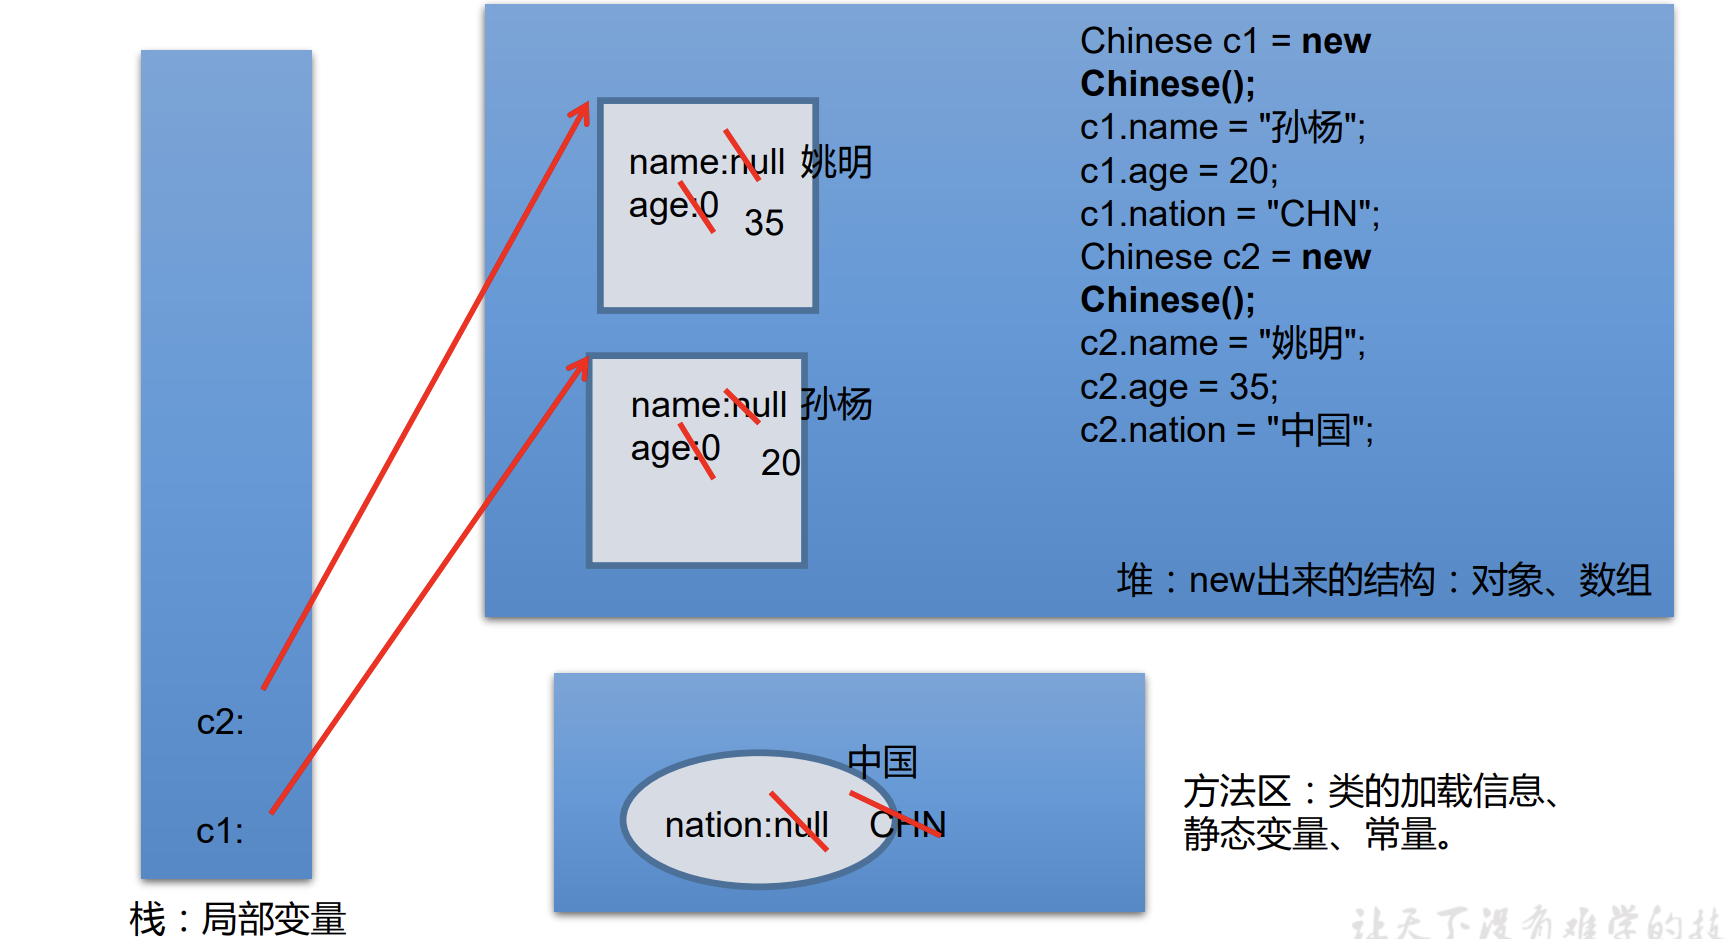 Chinese c1 = new
Chinese();
c1.name = "孙杨";
c1.age = 20;
c1.nation = "CHN";
Chinese c2 = new
Chinese();
c2.name = "姚明";
c2.age = 35;
c2.nation = "中国";
name:null 姚明
age:0 35
name:null 孙杨
age:0 20
堆：new出来的结构：对象、数组
c2:
c1:
栈：局部变量
中国
nation:null CHN
方法区：类的加载信息、
静态变量、常量。
让天下没有难学的技